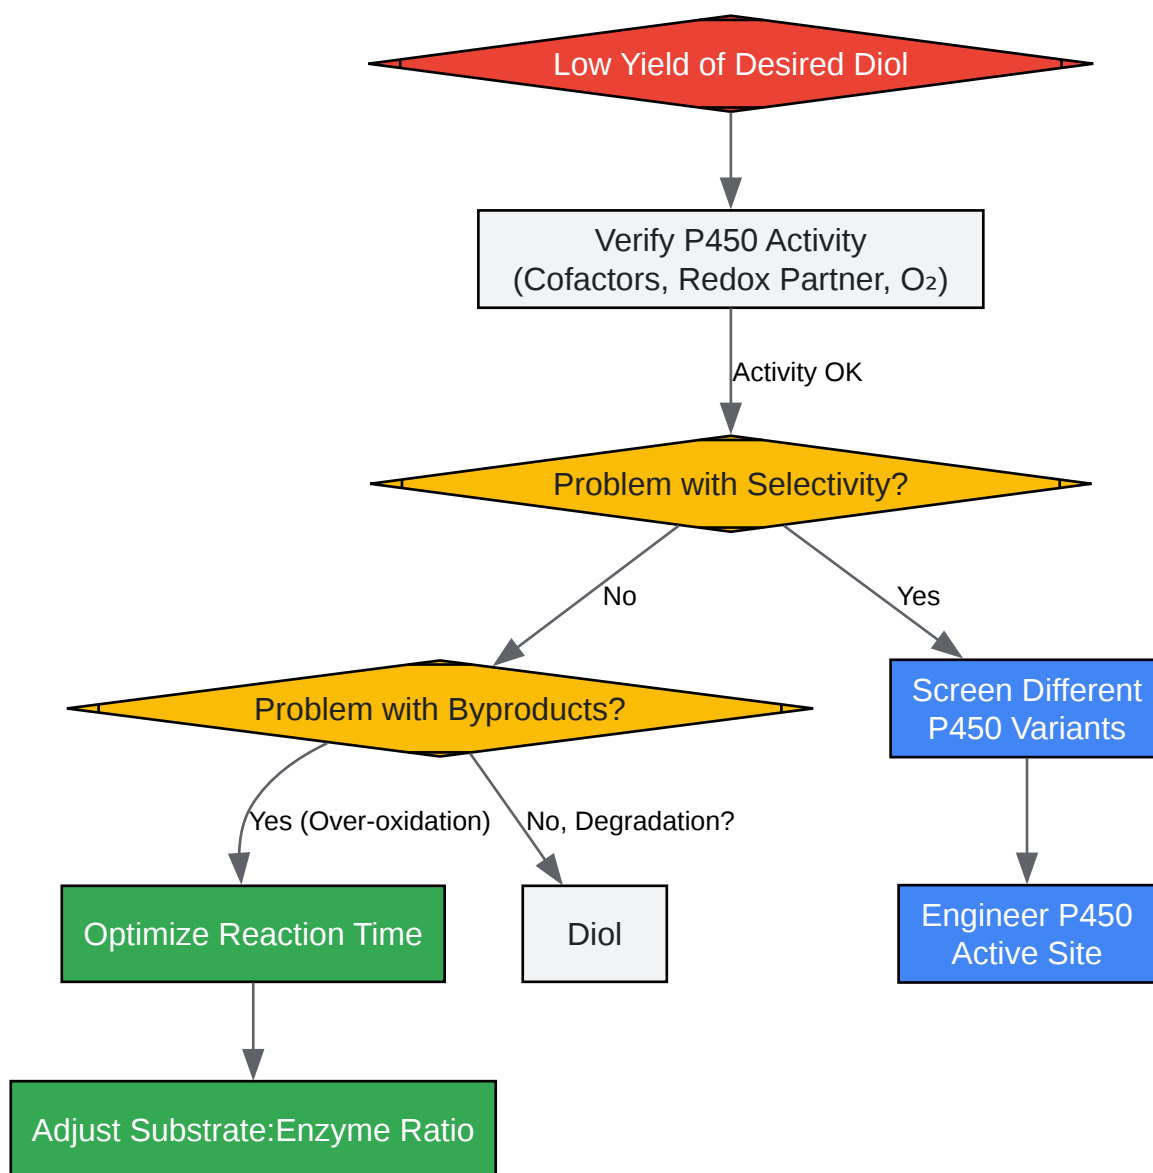 Low Yield of Desired Diol
Verify P450 Activity
(Cofactors, Redox Partner, O₂)
Activity OK
Problem with Selectivity?
No
Yes
Problem with Byproducts?
Screen Different
P450 Variants
Yes (Over-oxidation)
No, Degradation?
Optimize Reaction Time
Diol
Engineer P450
Active Site
Adjust Substrate:Enzyme Ratio